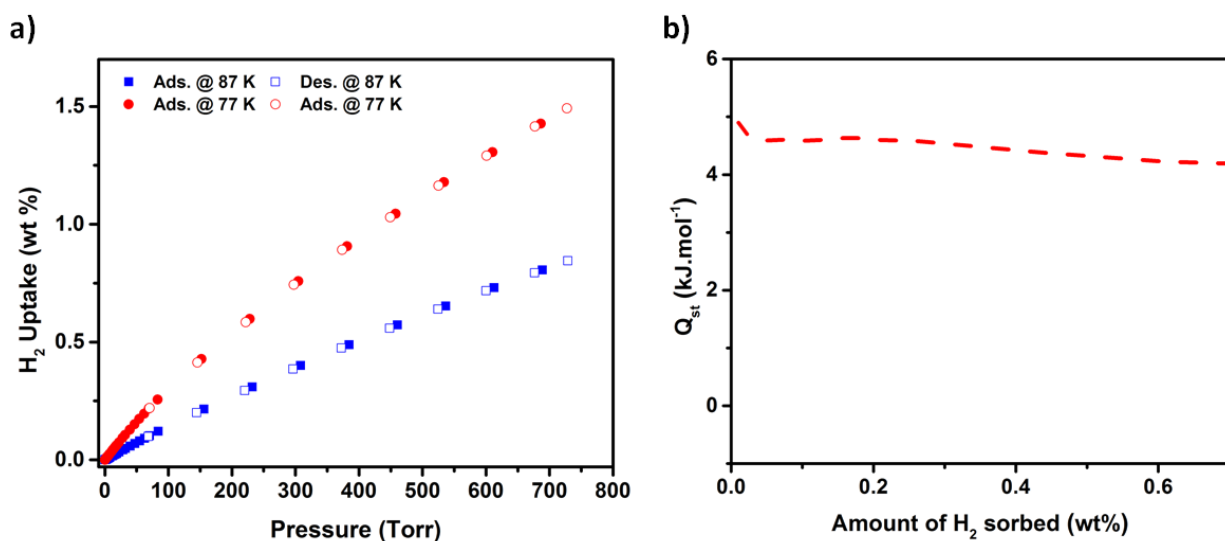 a)
Ads. @ 87 K Des. @ 87 K
Ads. @ 77 K Ads. @ 77 K
1.5
1.0
0.5
0.0
H₂ Uptake (wt %)
0 100 200 300 400 500 600 700 800
Pressure (Torr)
b)
6
4
2
0
Qst (kJ.mol⁻¹)
0.0 0.2 0.4 0.6
Amount of H₂ sorbed (wt%)